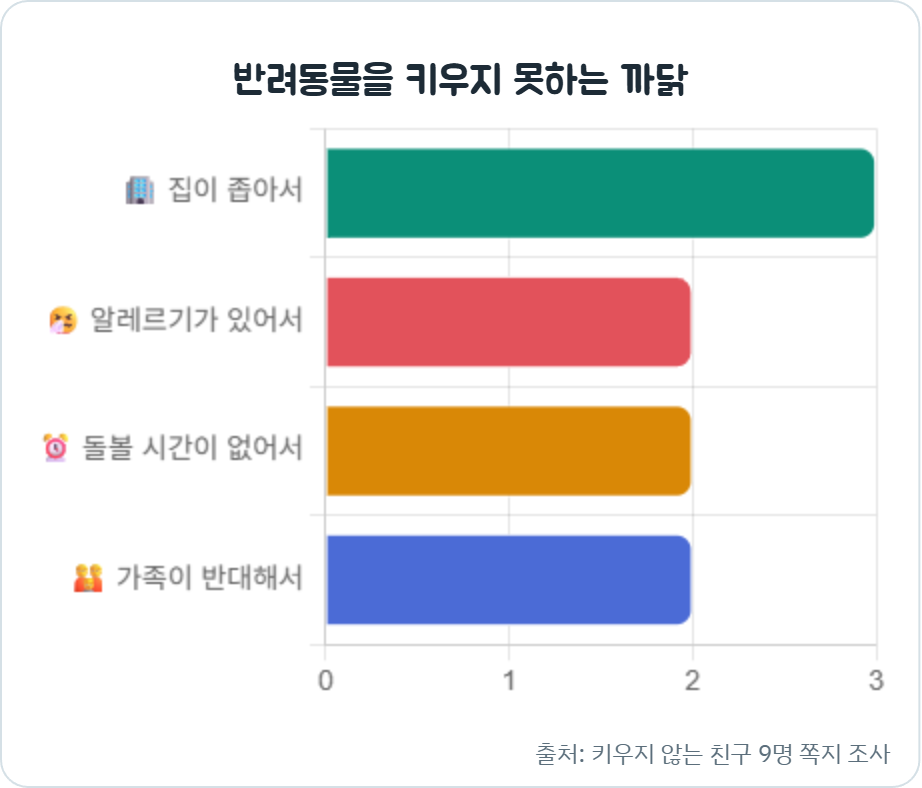 반려동물을 키우지 못하는 까닭
집이 좁아서
알레르기가 있어서
돌볼 시간이 없어서
가족이 반대해서
0 1 2 3
출처: 키우지 않는 친구 9명 쪽지 조사